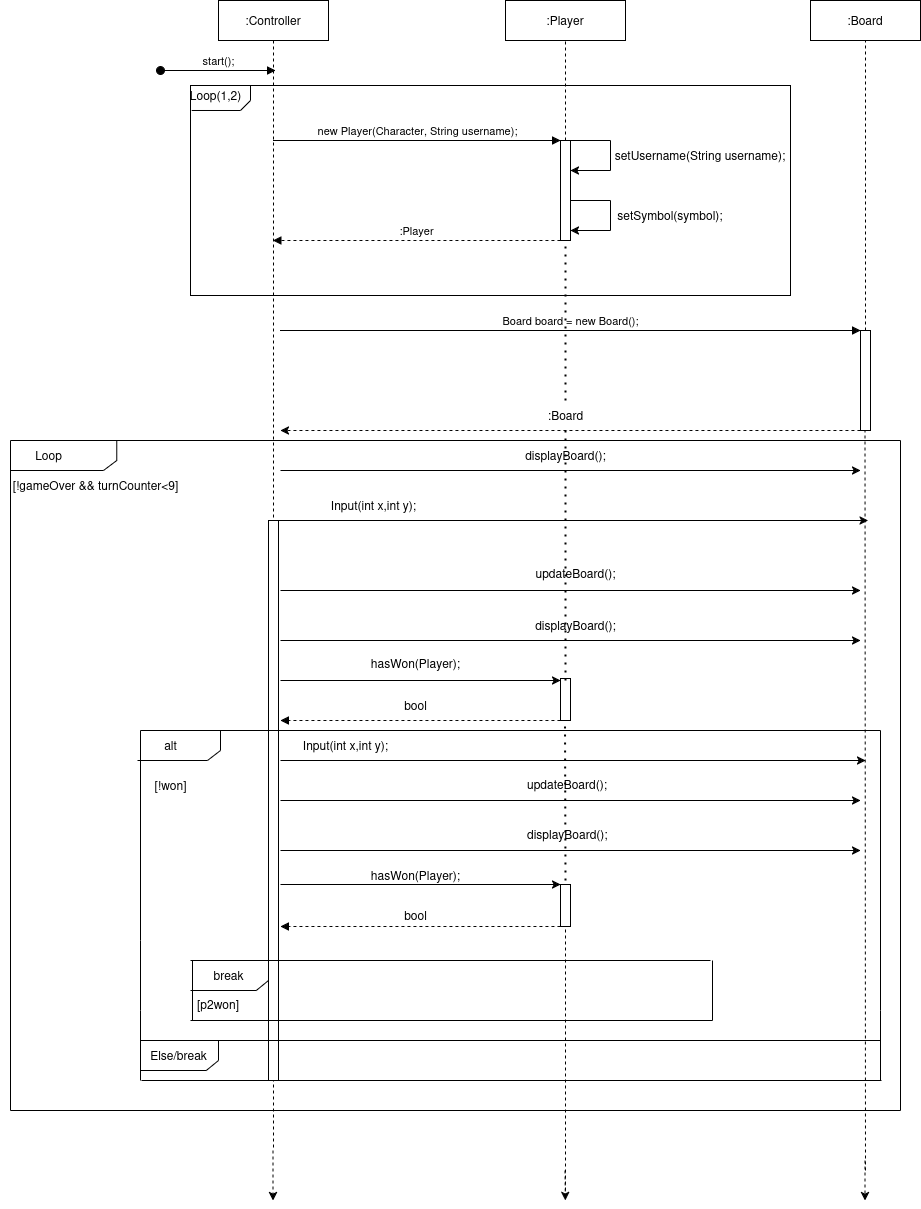 :Controller
:Player
:Board
start();
Loop(1,2)
new Player(Character, String username);
setUsername(String username);
setSymbol(symbol);
:Player
Board board = new Board();
:Board
Loop
displayBoard();
[!gameOver && turnCounter<9]
Input(int x,int y);
updateBoard();
displayBoard();
hasWon(Player);
bool
alt
Input(int x,int y);
[!won]
updateBoard();
displayBoard();
hasWon(Player);
bool
break
[p2won]
Else/break